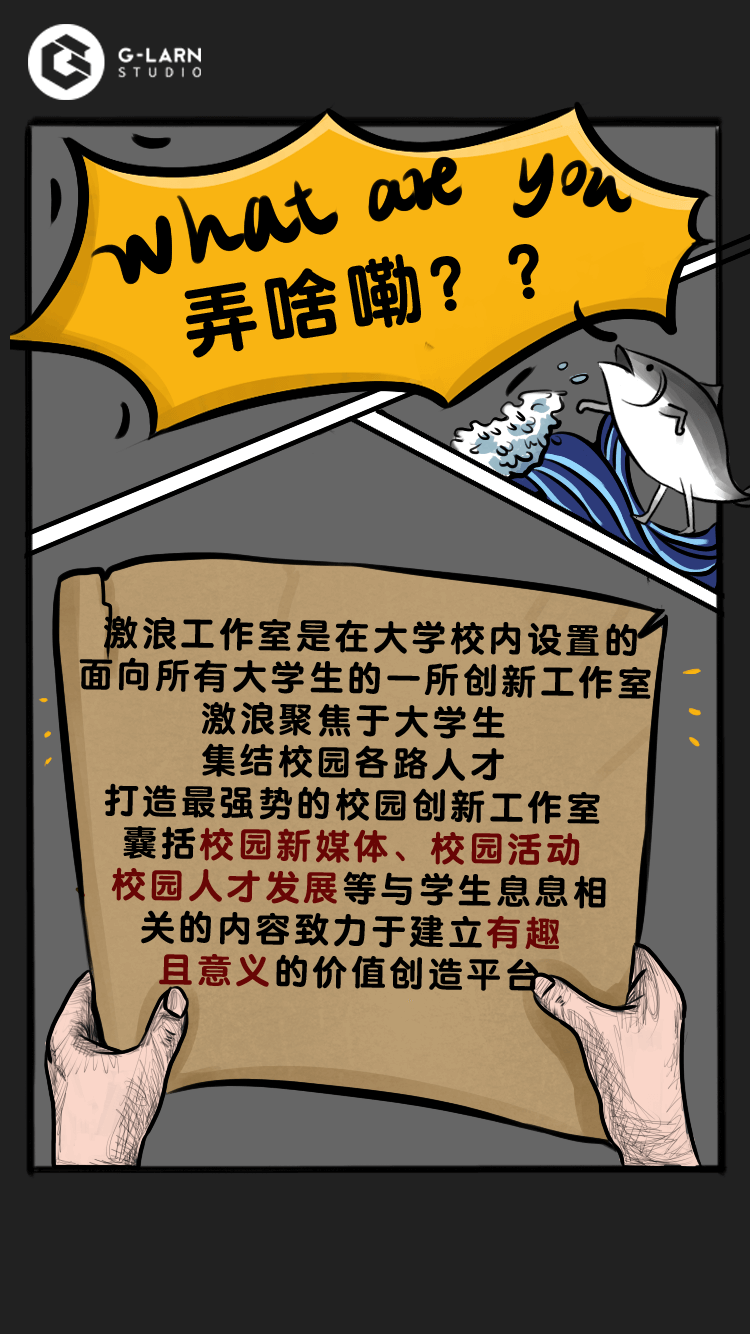 G-LARN
STUDIO
what are you
弄啥嘞？？
激浪工作室是在大学校内设置的
面向所有大学生的一所创新工作室
激浪聚焦于大学生
集结校园各路人才
打造最强势的校园创新工作室
囊括校园新媒体、校园活动
校园人才发展等与学生息息相
关的内容致力于建立有趣
且意义的价值创造平台